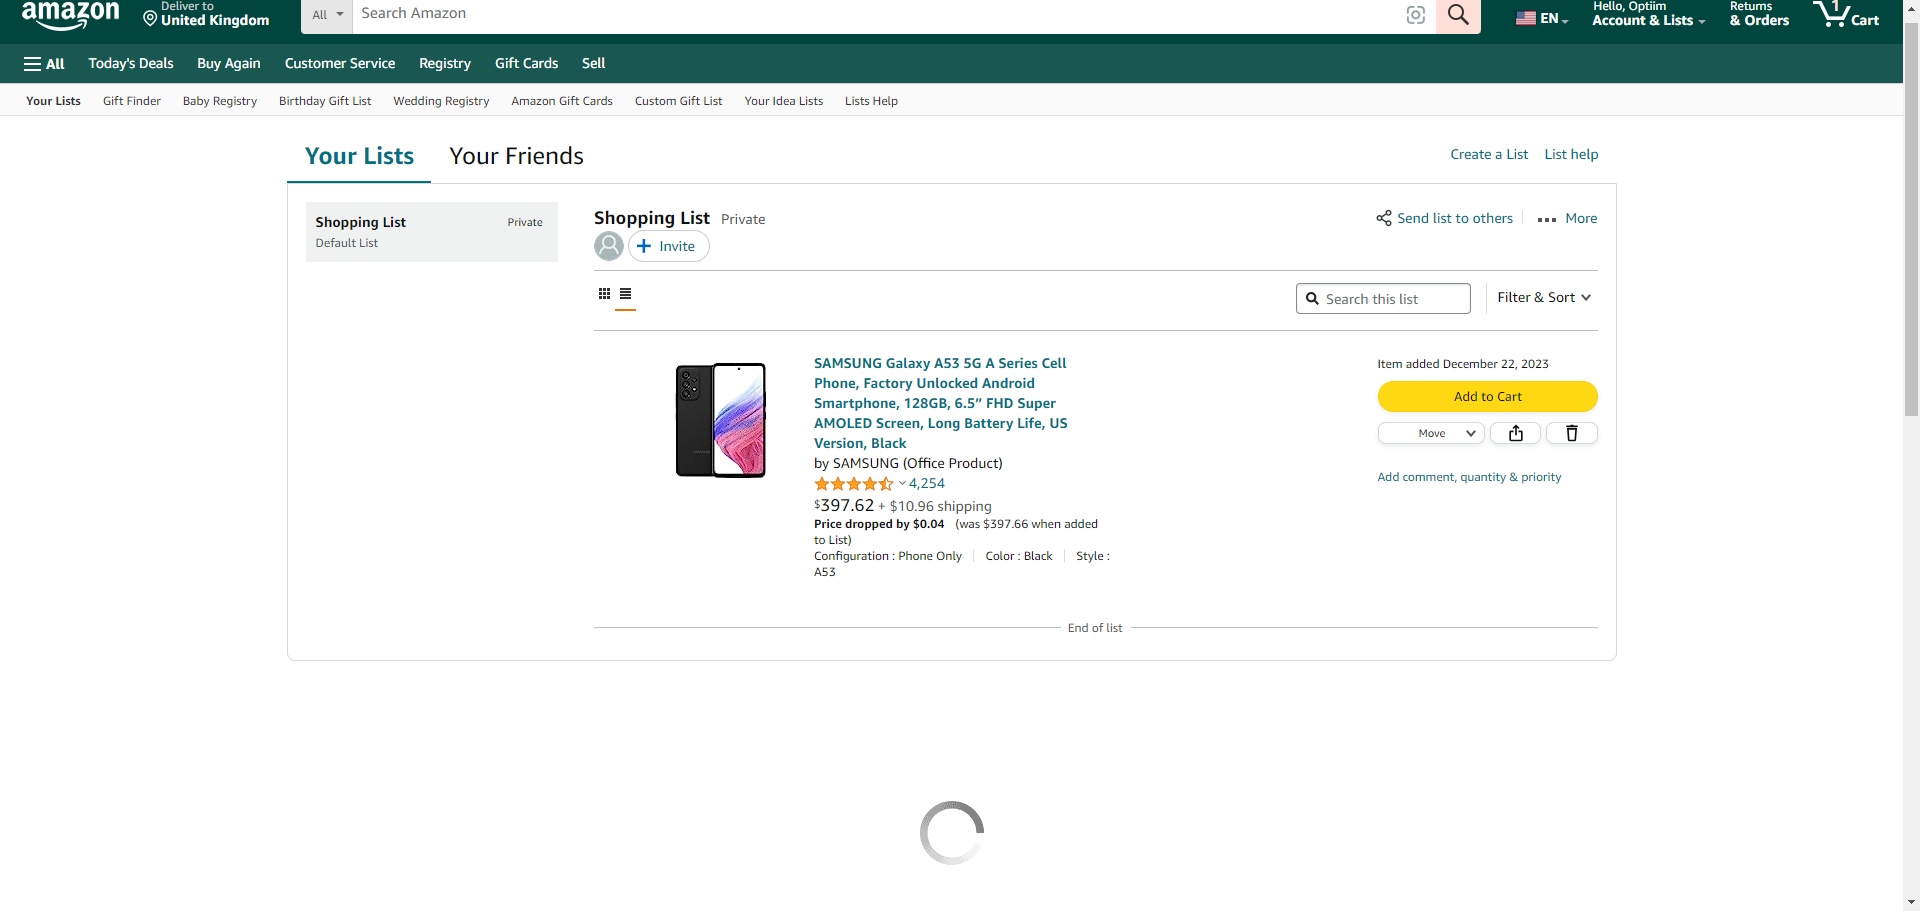 amazon
Deliver to
United Kingdom
All
Search Amazon
EN
Hello, Optiim
Account & Lists
Returns
& Orders
1
Cart
All
Today's Deals
Buy Again
Customer Service
Registry
Gift Cards
Sell
Your Lists
Gift Finder
Baby Registry
Birthday Gift List
Wedding Registry
Amazon Gift Cards
Custom Gift List
Your Idea Lists
Lists Help
Your Lists
Your Friends
Create a List
List help
Shopping List
Private
Default List
Shopping List
Private
Send list to others
More
Invite
Search this list
Filter & Sort
SAMSUNG Galaxy A53 5G A Series Cell
Phone, Factory Unlocked Android
Smartphone, 128GB, 6.5” FHD Super
AMOLED Screen, Long Battery Life, US
Version, Black
by SAMSUNG (Office Product)
4,254
$397.62 + $10.96 shipping
Price dropped by $0.04 (was $397.66 when added
to List)
Configuration : Phone Only
Color : Black
Style :
A53
Item added December 22, 2023
Add to Cart
Move
Add comment, quantity & priority
End of list